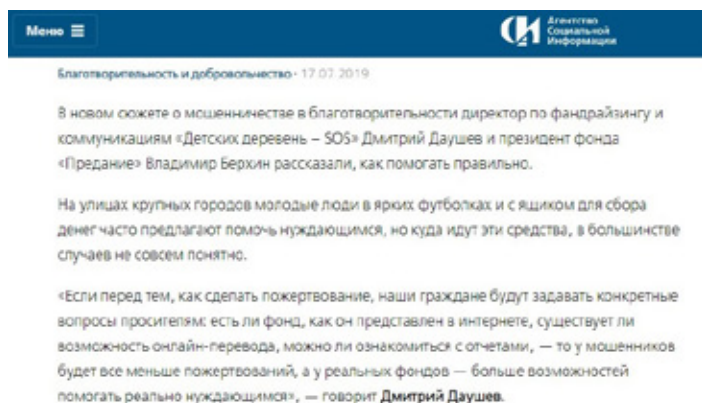 Меню
Агентство
Социальной
Информации
Благотворительность и добровольчество · 17.07.2019
В новом сюжете о мошенничестве в благотворительности директор по фандрайзингу и
коммуникациям «Детских деревень – SOS» Дмитрий Даушев и президент фонда
«Предание» Владимир Берхин рассказали, как помогать правильно.
На улицах крупных городов молодые люди в ярких футболках и с ящиком для сбора
денег часто предлагают помочь нуждающимся, но куда идут эти средства, в большинстве
случаев не совсем понятно.
«Если перед тем, как сделать пожертвование, наши граждане будут задавать конкретные
вопросы просителям: есть ли фонд, как он представлен в интернете, существует ли
возможность онлайн-перевода, можно ли ознакомиться с отчетами, — то у мошенников
будет все меньше пожертвований, а у реальных фондов — больше возможностей
помогать реально нуждающимся», — говорит Дмитрий Даушев.